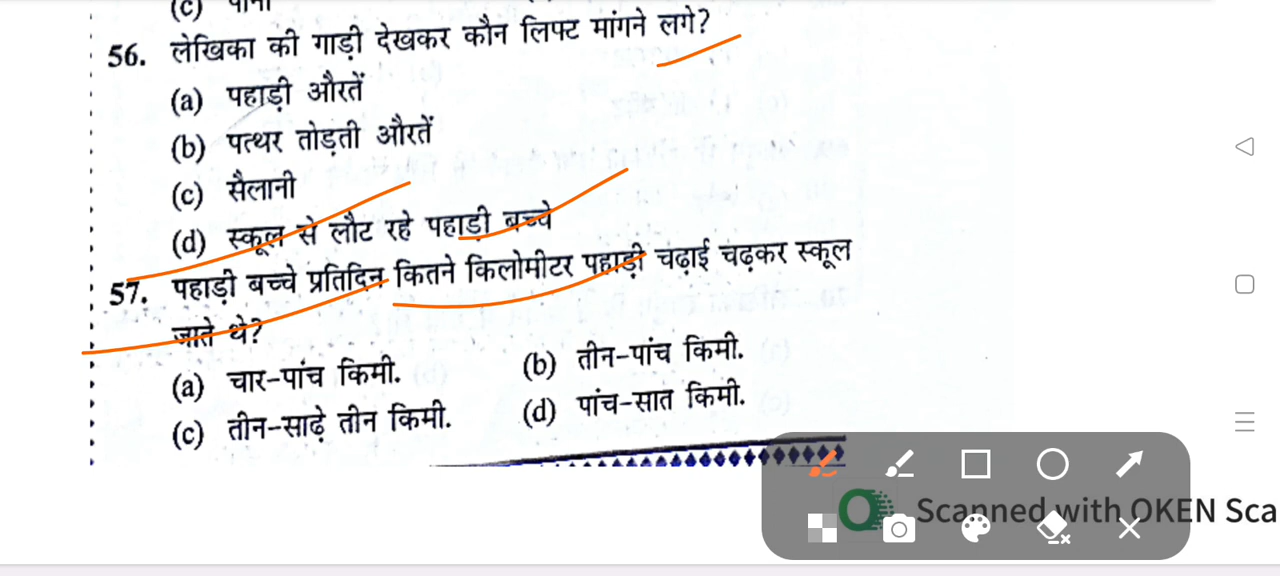 (c) पानी
56. लेखिका की गाड़ी देखकर कौन लिफ्ट मांगने लगे?
(a) पहाड़ी औरतें
(b) पत्थर तोड़ती औरतें
(c) सैलानी
(d) स्कूल से लौट रहे पहाड़ी बच्चे
57. पहाड़ी बच्चे प्रतिदिन कितने किलोमीटर पहाड़ी चढ़ाई चढ़कर स्कूल
जाते थे?
(a) चार-पांच किमी. (b) तीन-पांच किमी.
(c) तीन-साढ़े तीन किमी. (d) पांच-सात किमी.
Scanned with OKEN Sca